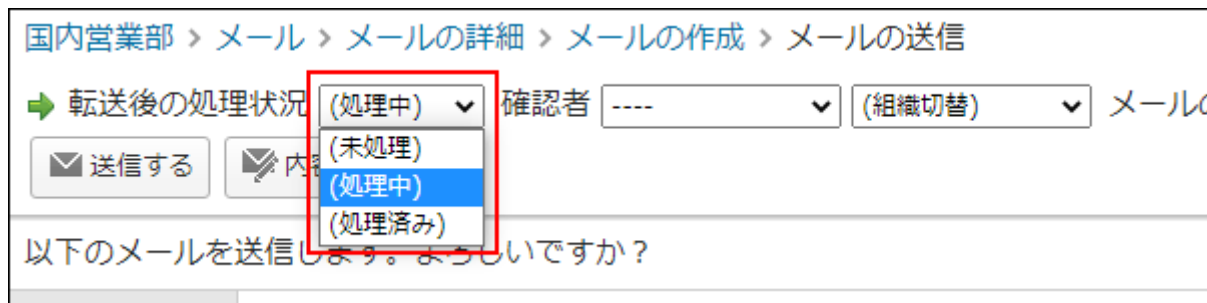 国内営業部 > メール > メールの詳細 > メールの作成 > メールの送信
転送後の処理状況 (処理中) 確認者 ---- (組織切替) メールの
送信する 内容
(未処理)
(処理中)
(処理済み)
以下のメールを送信します。よろしいですか？